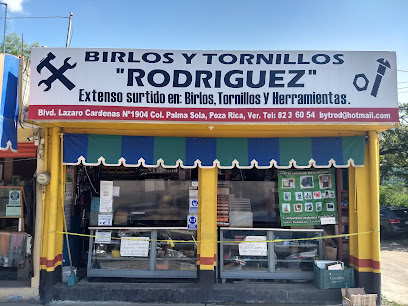 BIRLOS Y TORNILLOS
"RODRIGUEZ"
Extenso surtido en: Birlos, Tornillos Y Herramientas.
Blvd. Lazaro Cardenas Nº1904 Col. Palma Sola, Poza Rica, Ver. Tel: 82 3 60 54 bytrod@hotmail.com